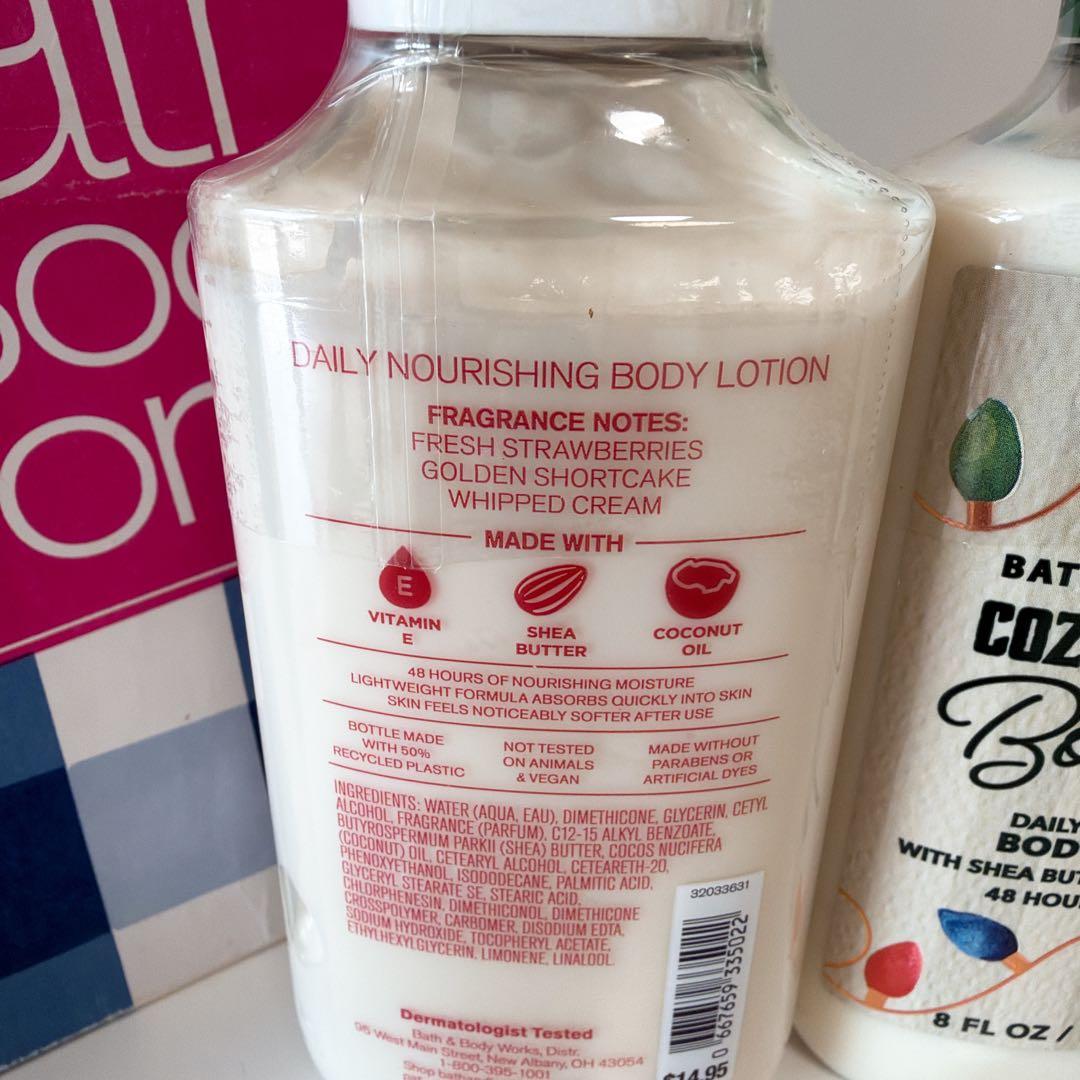 DAILY NOURISHING BODY LOTION
FRAGRANCE NOTES:
FRESH STRAWBERRIES
GOLDEN SHORTCAKE
WHIPPED CREAM
MADE WITH
E
VITAMIN
E
SHEA
BUTTER
COCONUT
OIL
48 HOURS OF NOURISHING MOISTURE
LIGHTWEIGHT FORMULA ABSORBS QUICKLY INTO SKIN
SKIN FEELS NOTICEABLY SOFTER AFTER USE
BOTTLE MADE
WITH 50%
RECYCLED PLASTIC
NOT TESTED
ON ANIMALS
& VEGAN
MADE WITHOUT
PARABENS OR
ARTIFICIAL DYES
INGREDIENTS: WATER (AQUA, EAU), DIMETHICONE, GLYCERIN, CETYL
ALCOHOL, FRAGRANCE (PARFUM), C12-15 ALKYL BENZOATE,
BUTYROSPERMUM PARKII (SHEA) BUTTER, COCOS NUCIFERA
(COCONUT) OIL, CETEARYL ALCOHOL, CETEARETH-20,
PHENOXYETHANOL, ISODODECANE, PALMITIC ACID,
GLYCERYL STEARATE SE, STEARIC ACID,
CHLORPHENESIN, DIMETHICONOL, DIMETHICONE
CROSSPOLYMER, CARBOMER, DISODIUM EDTA,
SODIUM HYDROXIDE, TOCOPHERYL ACETATE,
ETHYLHEXYLGLYCERIN, LIMONENE, LINALOOL.
32033631
0 667659 335022
$14.95
Dermatologist Tested
Bath & Body Works, Distr.
95 West Main Street, New Albany, OH 43054
1-800-395-1001
Shop
BAT
COZ
Bo
DAILY
BOD
WITH SHEA BUT
48 HOU
8 FL OZ /